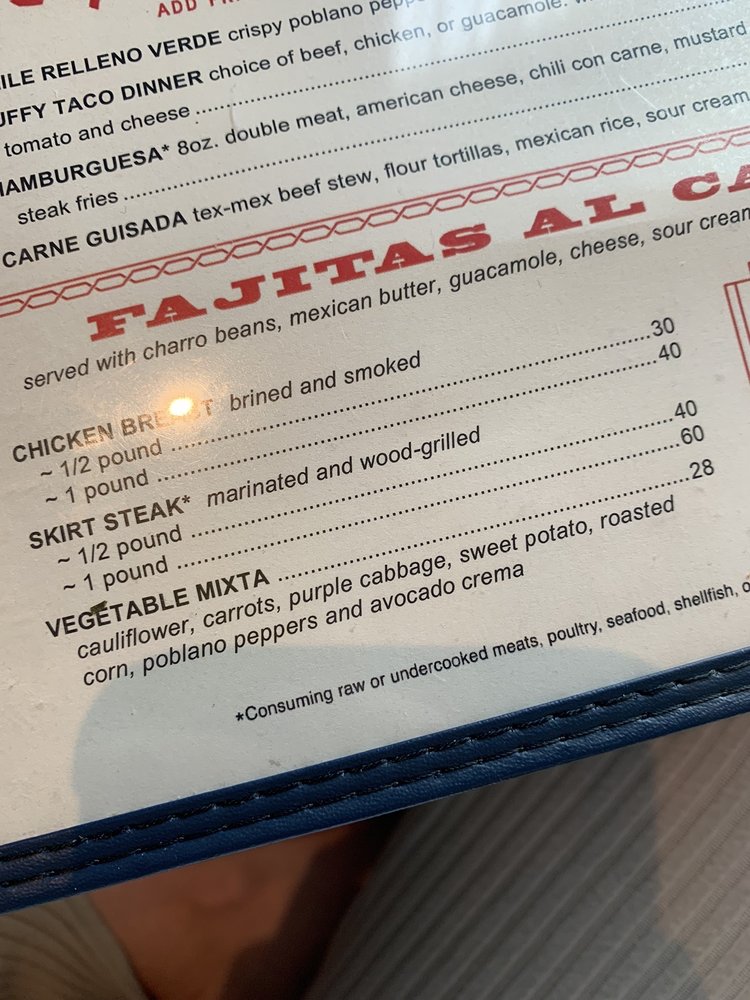 ADD
ILE RELLENO VERDE crispy poblano
UFFY TACO DINNER choice of beef, chicken, or guacamole.
tomato and cheese
HAMBURGUESA* 8oz. double meat, american cheese, chili con carne, mustard
steak fries
CARNE GUISADA tex-mex beef stew, flour tortillas, mexican rice, sour cream
FAJITAS AL CA
served with charro beans, mexican butter, guacamole, cheese, sour cream
CHICKEN BREAST brined and smoked
~ 1/2 pound 30
~ 1 pound 40
SKIRT STEAK* marinated and wood-grilled
~ 1/2 pound 40
~ 1 pound 60
VEGETABLE MIXTA 28
cauliflower, carrots, purple cabbage, sweet potato, roasted
corn, poblano peppers and avocado crema
*Consuming raw or undercooked meats, poultry, seafood, shellfish,